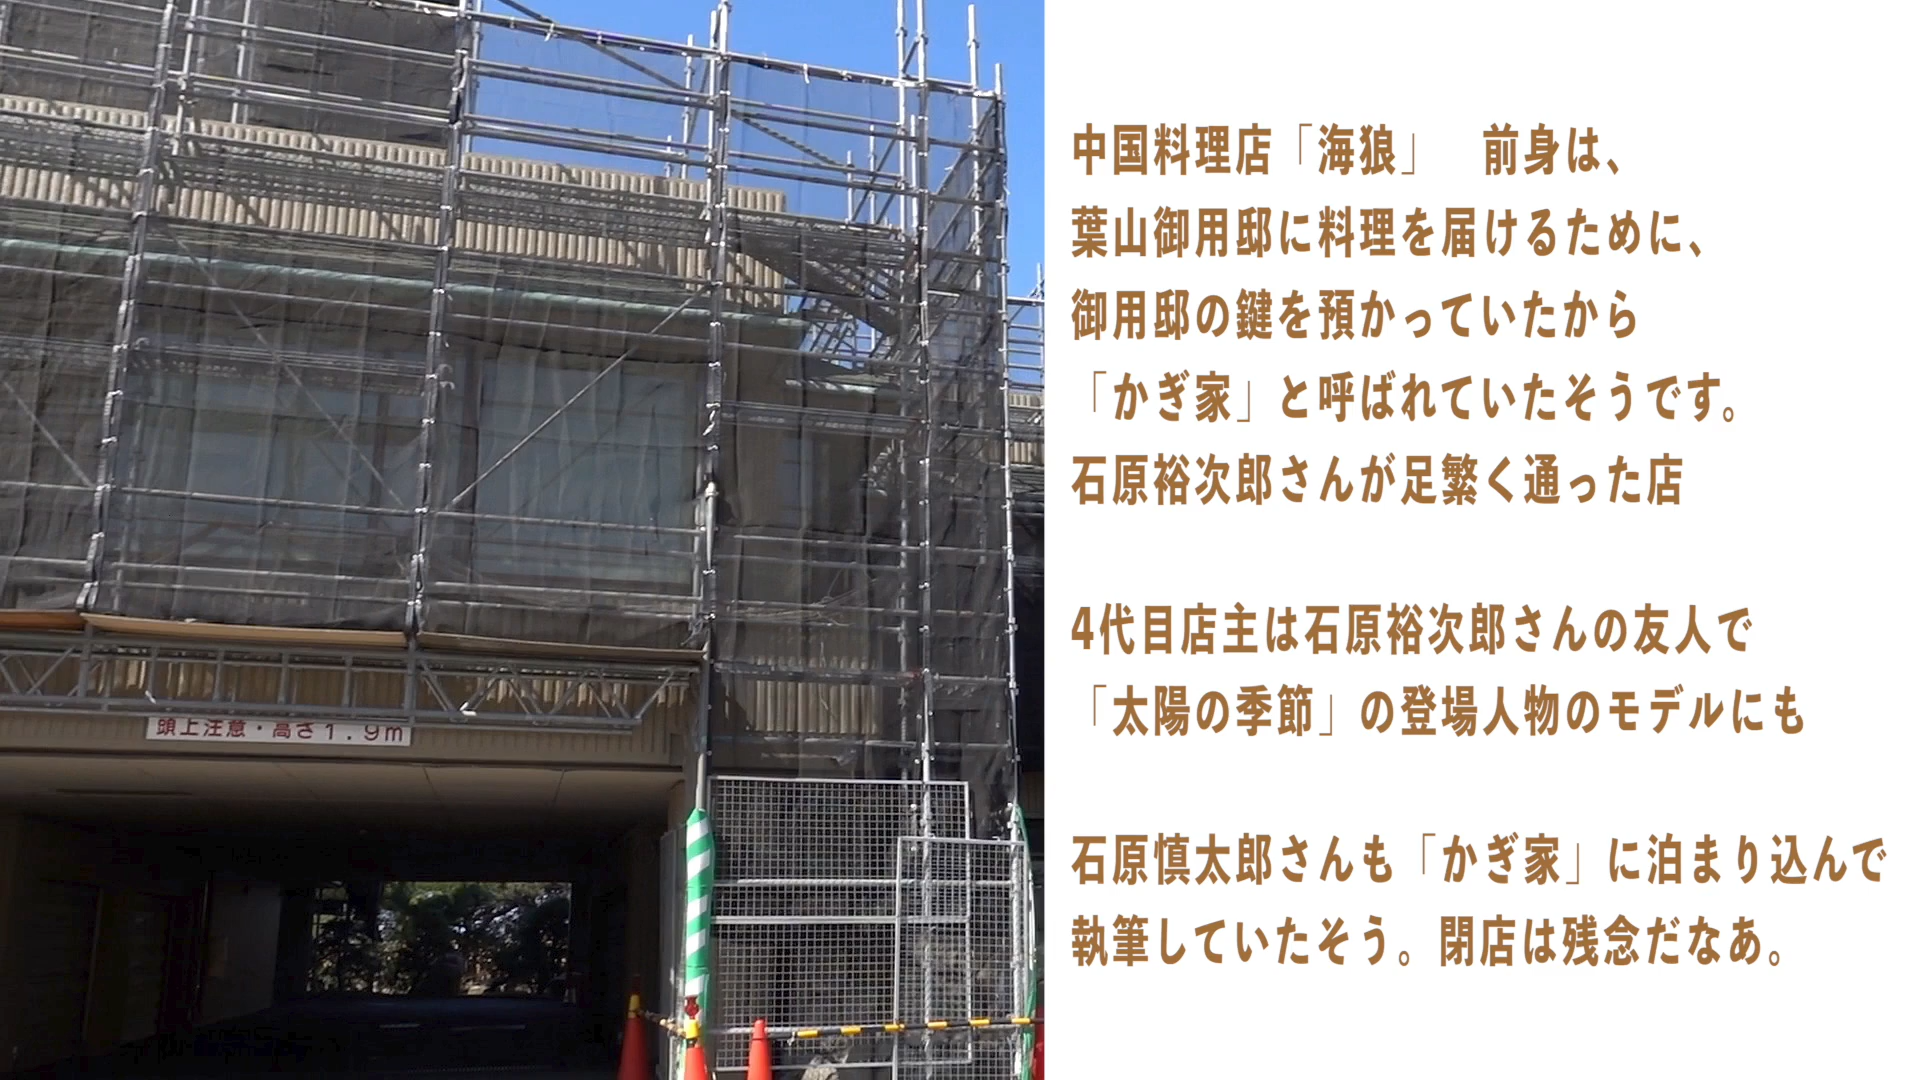 頭上注意・高さ1.9m
中国料理店「海狼」　前身は、
葉山御用邸に料理を届けるために、
御用邸の鍵を預かっていたから
「かぎ家」と呼ばれていたそうです。
石原裕次郎さんが足繁く通った店
4代目店主は石原裕次郎さんの友人で
「太陽の季節」の登場人物のモデルにも
石原慎太郎さんも「かぎ家」に泊まり込んで
執筆していたそう。閉店は残念だなあ。